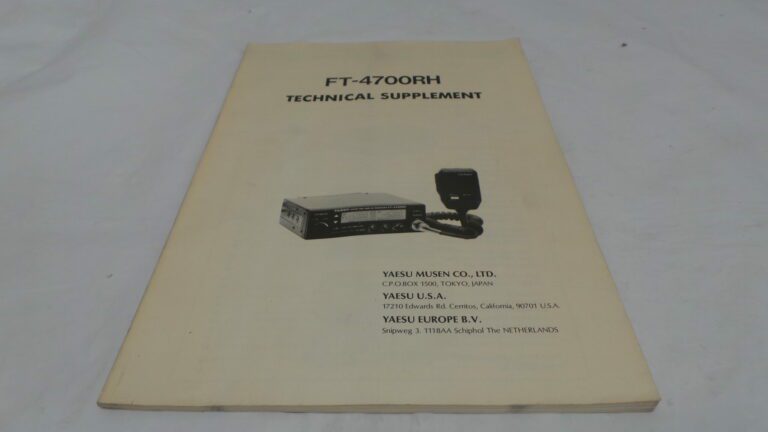 FT-4700RH
TECHNICAL SUPPLEMENT
YAESU MUSEN CO., LTD.
C.P.O.BOX 1500, TOKYO, JAPAN
YAESU U.S.A.
17210 Edwards Rd. Cerritos, California, 90701 U.S.A.
YAESU EUROPE B.V.
Snipweg 3. 1118AA Schiphol The NETHERLANDS